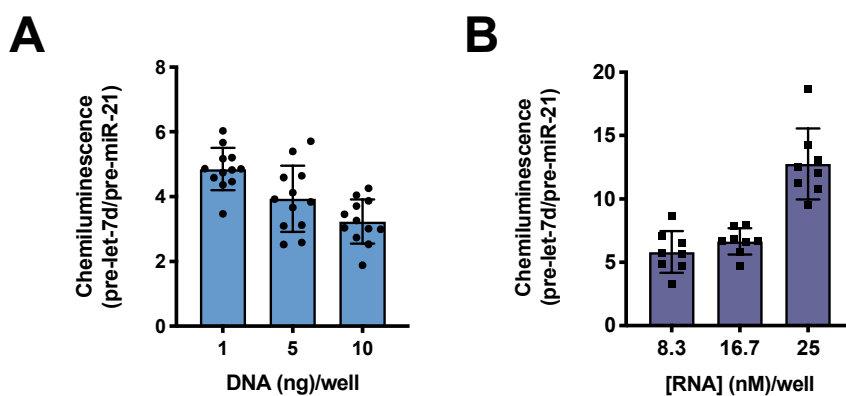 A
Chemiluminescence
(pre-let-7d/pre-miR-21)
8
6
4
2
0
1 5 10
DNA (ng)/well
B
Chemiluminescence
(pre-let-7d/pre-miR-21)
20
15
10
5
0
8.3 16.7 25
[RNA] (nM)/well